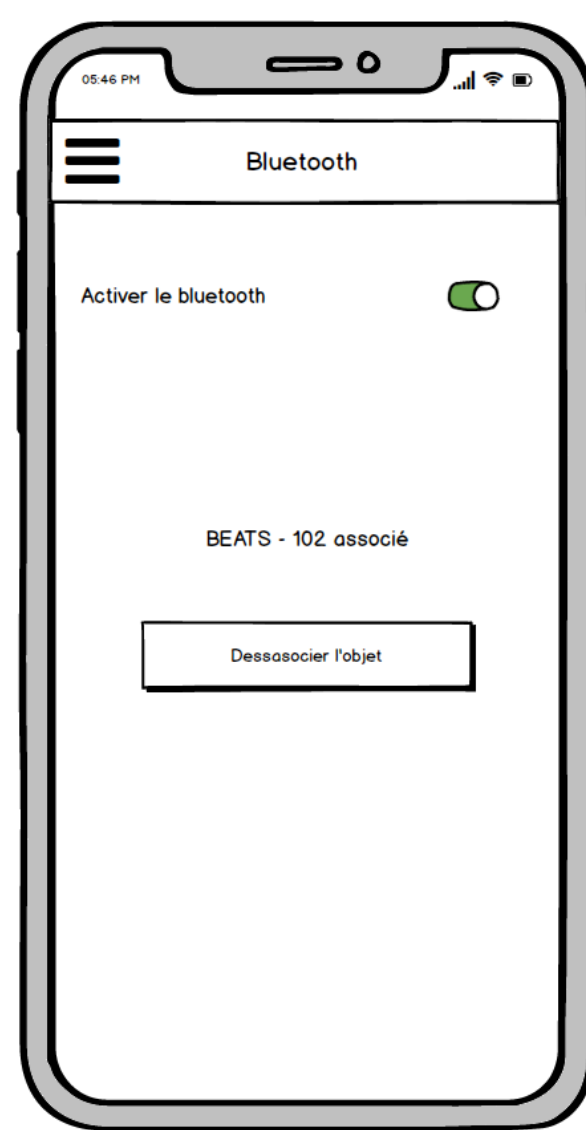 05:46 PM
Bluetooth
Activer le bluetooth
BEATS - 102 associé
Dessasocier l'objet